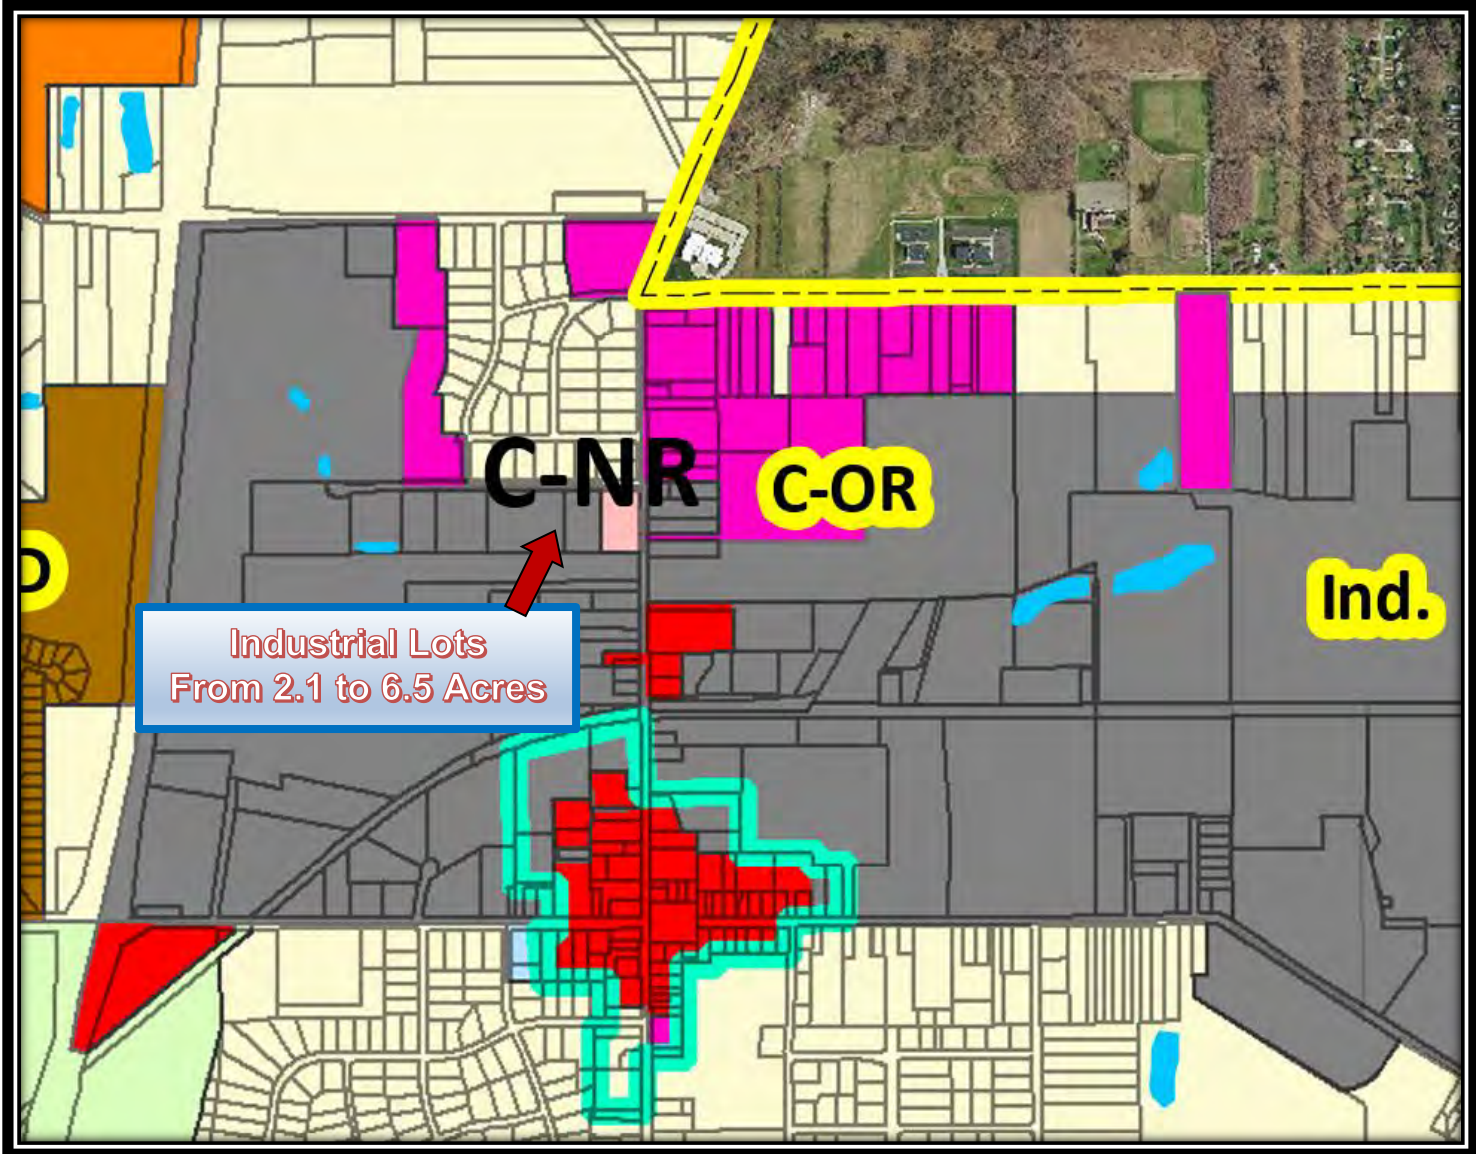 C-NR
C-OR
D
Ind.
Industrial Lots
From 2.1 to 6.5 Acres